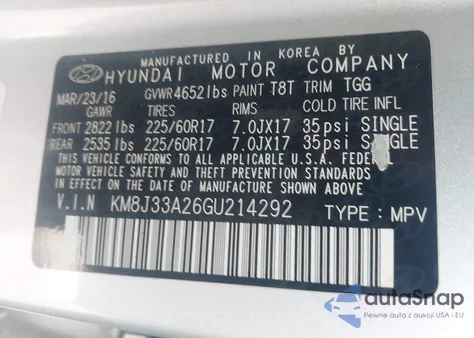 MANUFACTURED IN KOREA BY
HYUNDAI MOTOR COMPANY
MAR/23/16 GVWR 4652lbs PAINT T8T TRIM TGG
GAWR TIRES RIMS COLD TIRE INFL
FRONT 2822 lbs 225/60R17 7.0JX17 35psi SINGLE
REAR 2535 lbs 225/60R17 7.0JX17 35psi SINGLE
THIS VEHICLE CONFORMS TO ALL APPLICABLE U.S.A. FEDERAL
MOTOR VEHICLE SAFETY AND THEFT PREVENTION STANDARDS
IN EFFECT ON THE DATE OF MANUFACTURE SHOWN ABOVE.
V.I.N KM8J33A26GU214292 TYPE : MPV
autoSnap
Pewne auta z USA i EU